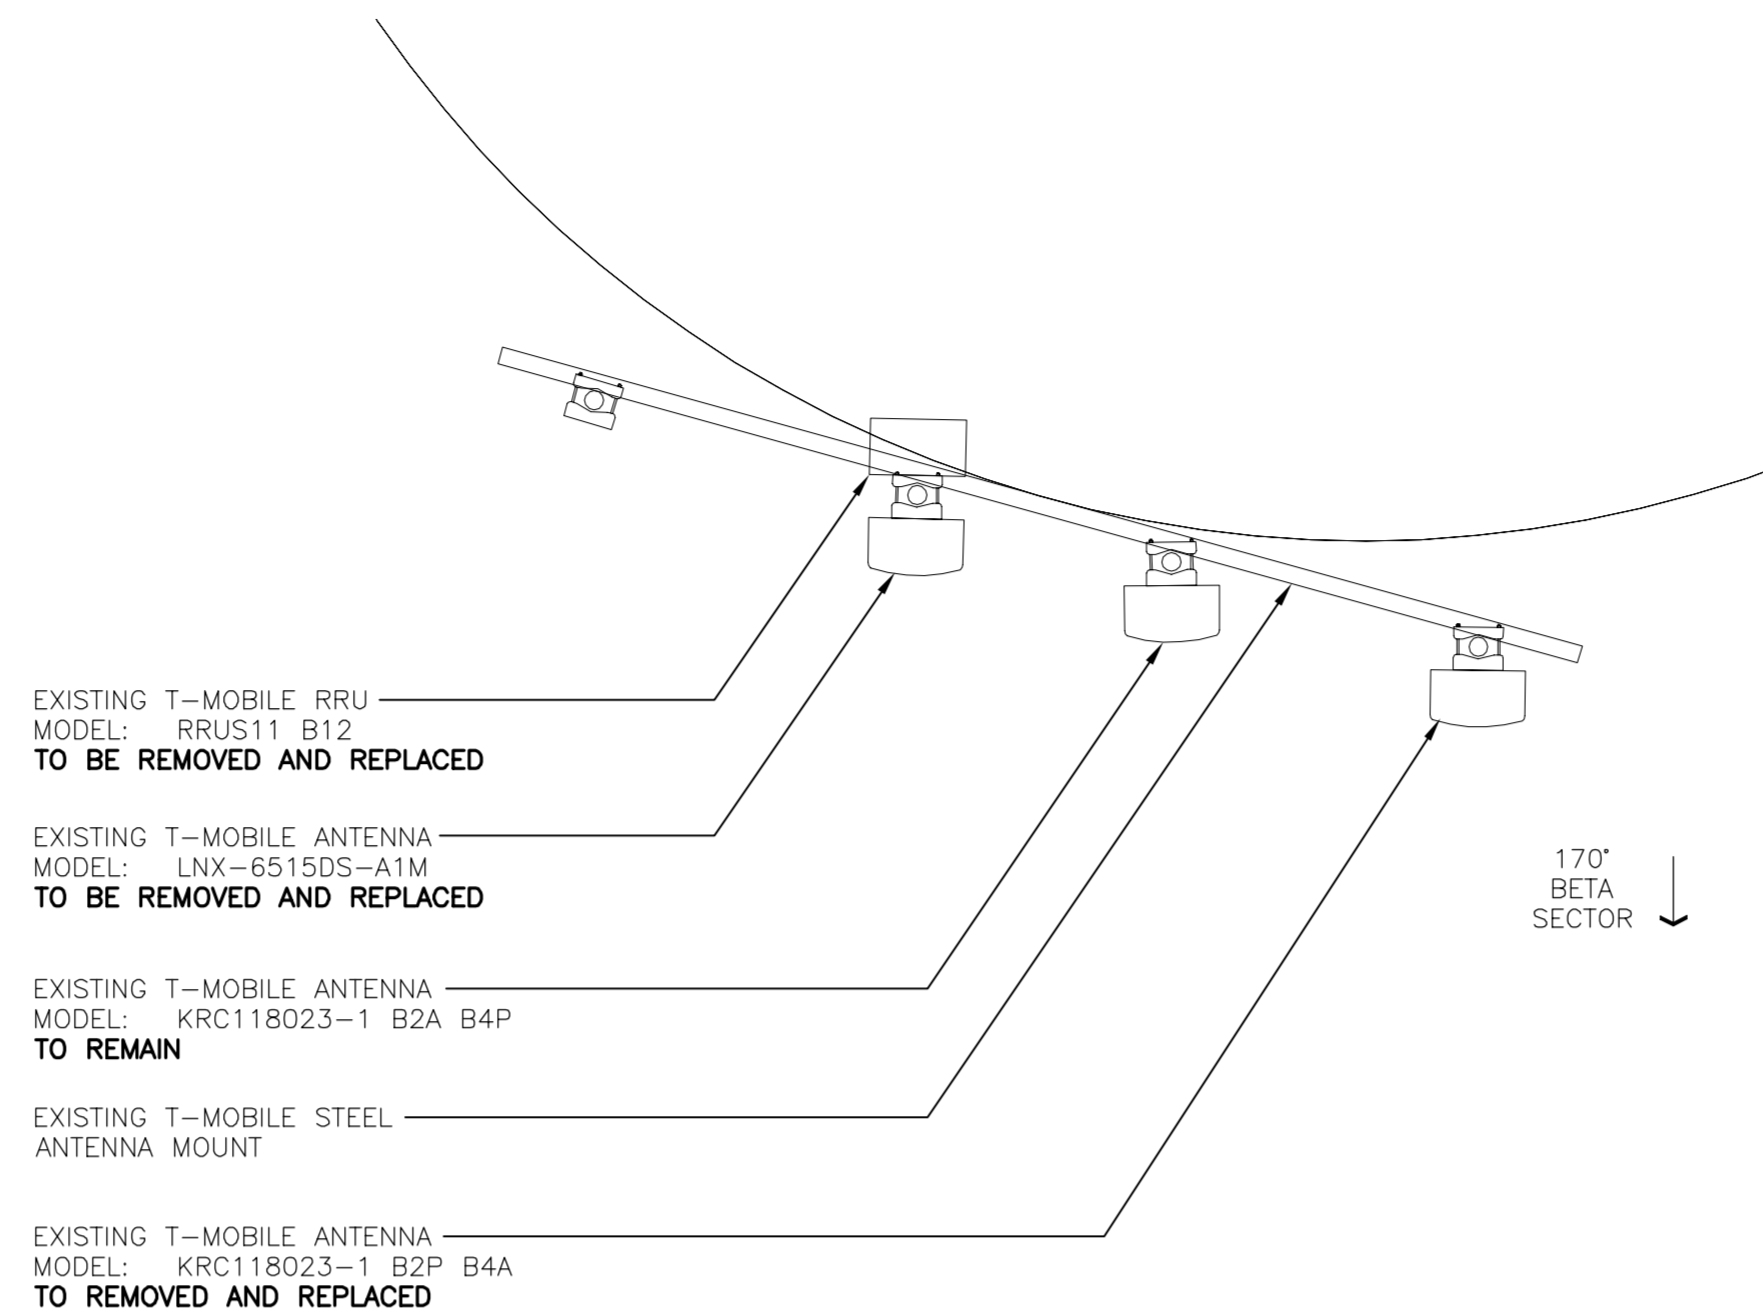 EXISTING T-MOBILE RRU
MODEL: RRUS11 B12
TO BE REMOVED AND REPLACED
EXISTING T-MOBILE ANTENNA
MODEL: LNX-6515DS-A1M
TO BE REMOVED AND REPLACED
EXISTING T-MOBILE ANTENNA
MODEL: KRC118023-1 B2A B4P
TO REMAIN
EXISTING T-MOBILE STEEL
ANTENNA MOUNT
EXISTING T-MOBILE ANTENNA
MODEL: KRC118023-1 B2P B4A
TO REMOVED AND REPLACED
170°
BETA
SECTOR